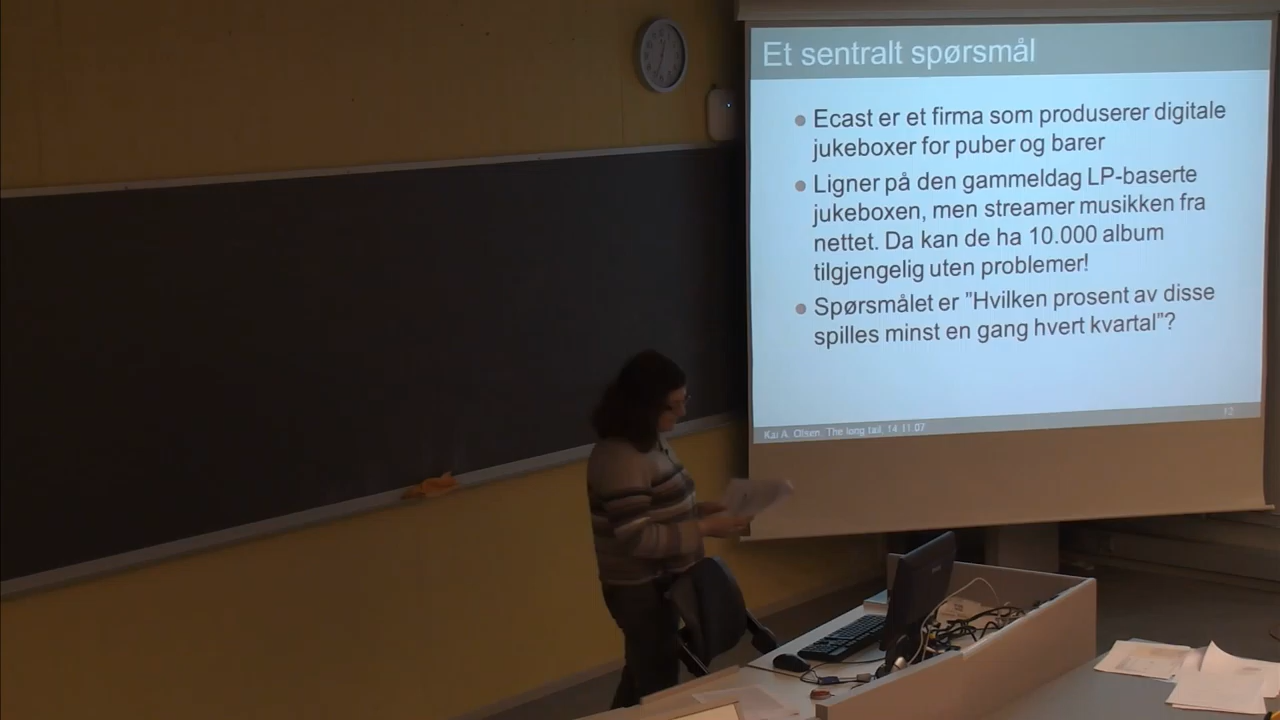 Et sentralt spørsmål
Ecast er et firma som produserer digitale
jukeboxer for puber og barer
Ligner på den gammeldag LP-baserte
jukeboxen, men streamer musikken fra
nettet. Da kan de ha 10.000 album
tilgjengelig uten problemer!
Spørsmålet er "Hvilken prosent av disse
spilles minst en gang hvert kvartal"?
Kai A. Olsen, The long tail, 14.11.07
12